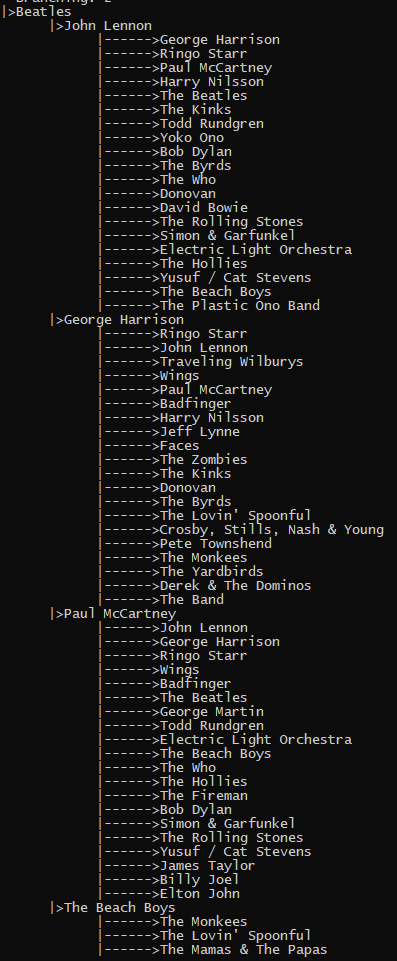 Branching: 2
|>Beatles
|>John Lennon
|------>George Harrison
|------>Ringo Starr
|------>Paul McCartney
|------>Harry Nilsson
|------>The Beatles
|------>The Kinks
|------>Todd Rundgren
|------>Yoko Ono
|------>Bob Dylan
|------>The Byrds
|------>The Who
|------>Donovan
|------>David Bowie
|------>The Rolling Stones
|------>Simon & Garfunkel
|------>Electric Light Orchestra
|------>The Hollies
|------>Yusuf / Cat Stevens
|------>The Beach Boys
|------>The Plastic Ono Band
|>George Harrison
|------>Ringo Starr
|------>John Lennon
|------>Traveling Wilburys
|------>Wings
|------>Paul McCartney
|------>Badfinger
|------>Harry Nilsson
|------>Jeff Lynne
|------>Faces
|------>The Zombies
|------>The Kinks
|------>Donovan
|------>The Byrds
|------>The Lovin' Spoonful
|------>Crosby, Stills, Nash & Young
|------>Pete Townshend
|------>The Monkees
|------>The Yardbirds
|------>Derek & The Dominos
|------>The Band
|>Paul McCartney
|------>John Lennon
|------>George Harrison
|------>Ringo Starr
|------>Wings
|------>Badfinger
|------>The Beatles
|------>George Martin
|------>Todd Rundgren
|------>Electric Light Orchestra
|------>The Beach Boys
|------>The Who
|------>The Hollies
|------>The Fireman
|------>Bob Dylan
|------>Simon & Garfunkel
|------>The Rolling Stones
|------>Yusuf / Cat Stevens
|------>James Taylor
|------>Billy Joel
|------>Elton John
|>The Beach Boys
|------>The Monkees
|------>The Lovin' Spoonful
|------>The Mamas & The Papas